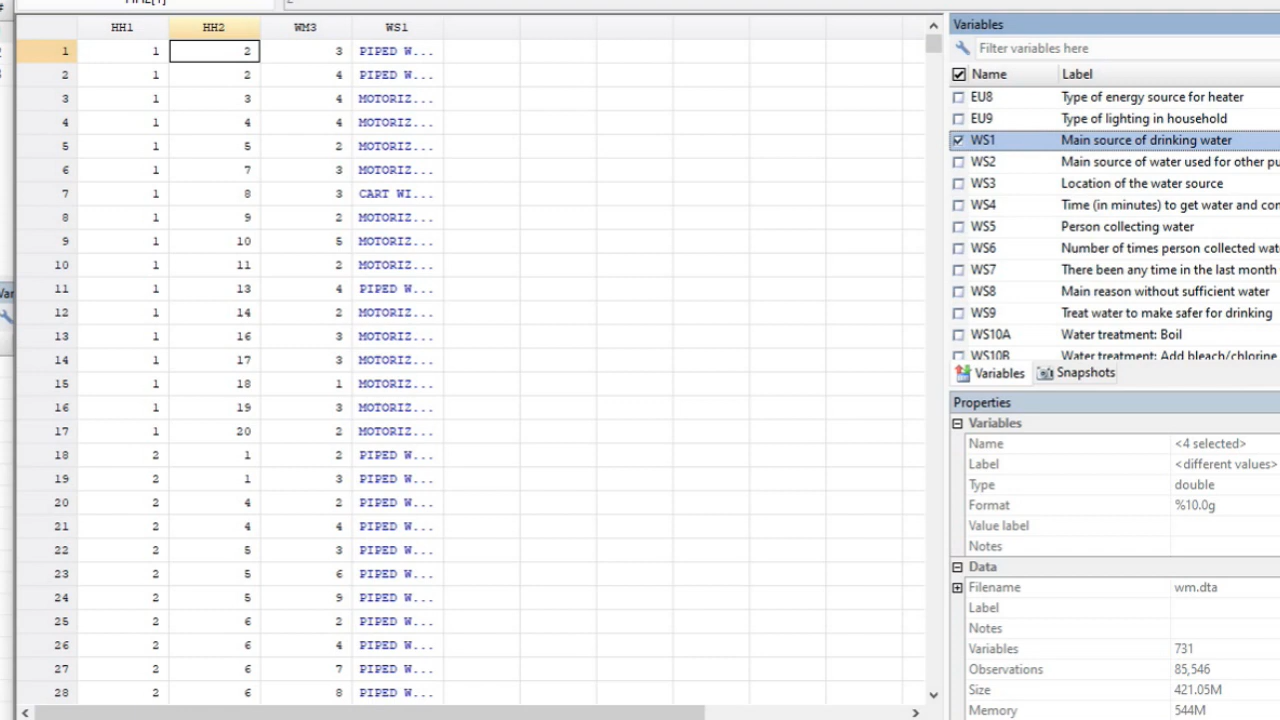 HH1 HH2 WM3 WS1
1 1 2 3 PIPED W...
2 1 2 4 PIPED W...
3 1 3 4 MOTORIZ...
4 1 4 4 MOTORIZ...
5 1 5 2 MOTORIZ...
6 1 7 3 MOTORIZ...
7 1 8 3 CART WI...
8 1 9 2 MOTORIZ...
9 1 10 5 MOTORIZ...
10 1 11 2 MOTORIZ...
11 1 13 4 PIPED W...
12 1 14 2 MOTORIZ...
13 1 16 3 MOTORIZ...
14 1 17 3 MOTORIZ...
15 1 18 1 MOTORIZ...
16 1 19 3 MOTORIZ...
17 1 20 2 MOTORIZ...
18 2 1 2 PIPED W...
19 2 1 3 PIPED W...
20 2 4 2 PIPED W...
21 2 4 4 PIPED W...
22 2 5 3 PIPED W...
23 2 5 6 PIPED W...
24 2 5 9 PIPED W...
25 2 6 2 PIPED W...
26 2 6 4 PIPED W...
27 2 6 7 PIPED W...
28 2 6 8 PIPED W...
Variables
Filter variables here
Name Label
EU8 Type of energy source for heater
EU9 Type of lighting in household
WS1 Main source of drinking water
WS2 Main source of water used for other pu
WS3 Location of the water source
WS4 Time (in minutes) to get water and con
WS5 Person collecting water
WS6 Number of times person collected wat
WS7 There been any time in the last month
WS8 Main reason without sufficient water
WS9 Treat water to make safer for drinking
WS10A Water treatment: Boil
WS10B Water treatment: Add bleach/chlorine
Variables Snapshots
Properties
Variables
Name <4 selected>
Label <different values>
Type double
Format %10.0g
Value label
Notes
Data
Filename wm.dta
Label
Notes
Variables 731
Observations 85,546
Size 421.05M
Memory 544M